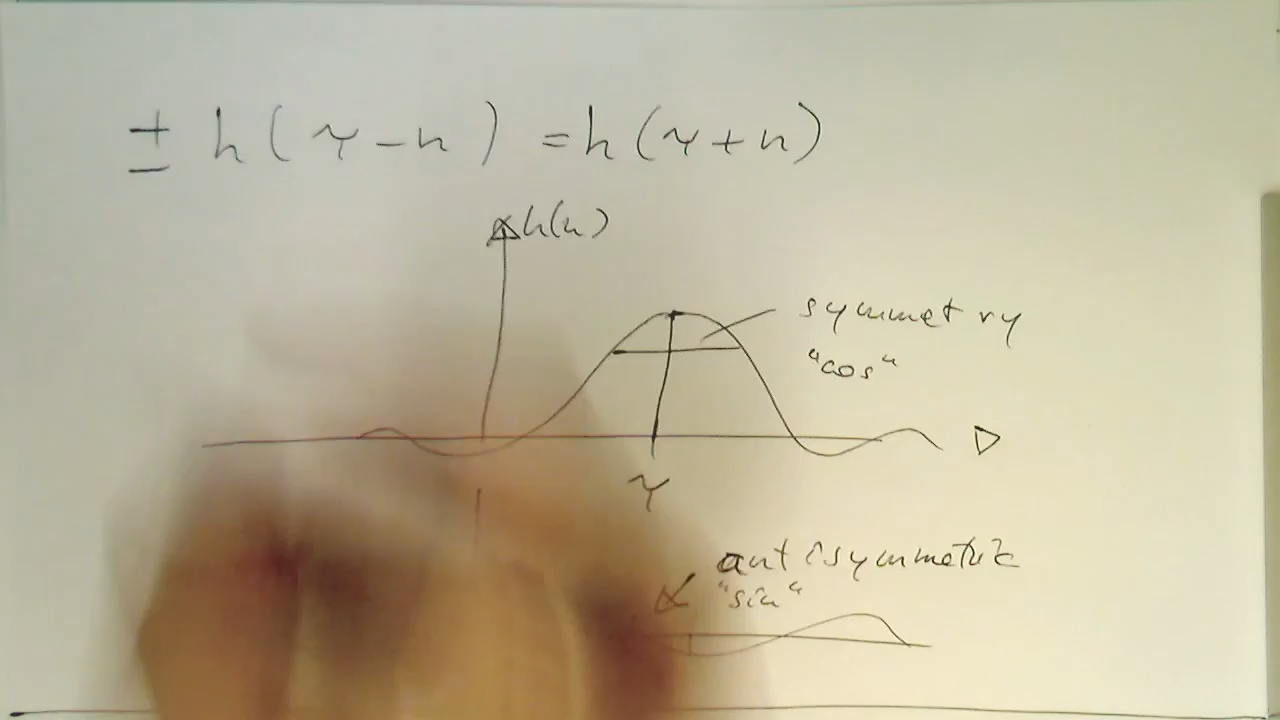 ± h(τ-n) = h(τ+n)
h(n)
symmetry
"cos"
τ
antisymmetric
"sin"